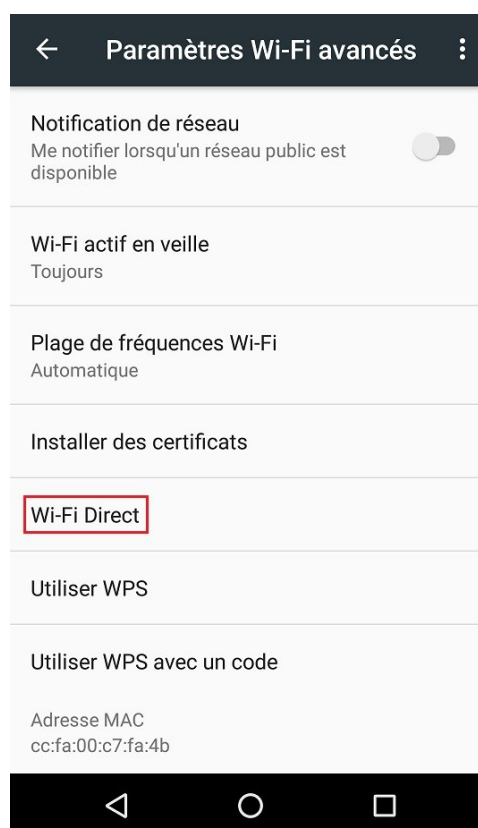 Paramètres Wi-Fi avancés
Notification de réseau
Me notifier lorsqu'un réseau public est
disponible
Wi-Fi actif en veille
Toujours
Plage de fréquences Wi-Fi
Automatique
Installer des certificats
Wi-Fi Direct
Utiliser WPS
Utiliser WPS avec un code
Adresse MAC
cc:fa:00:c7:fa:4b